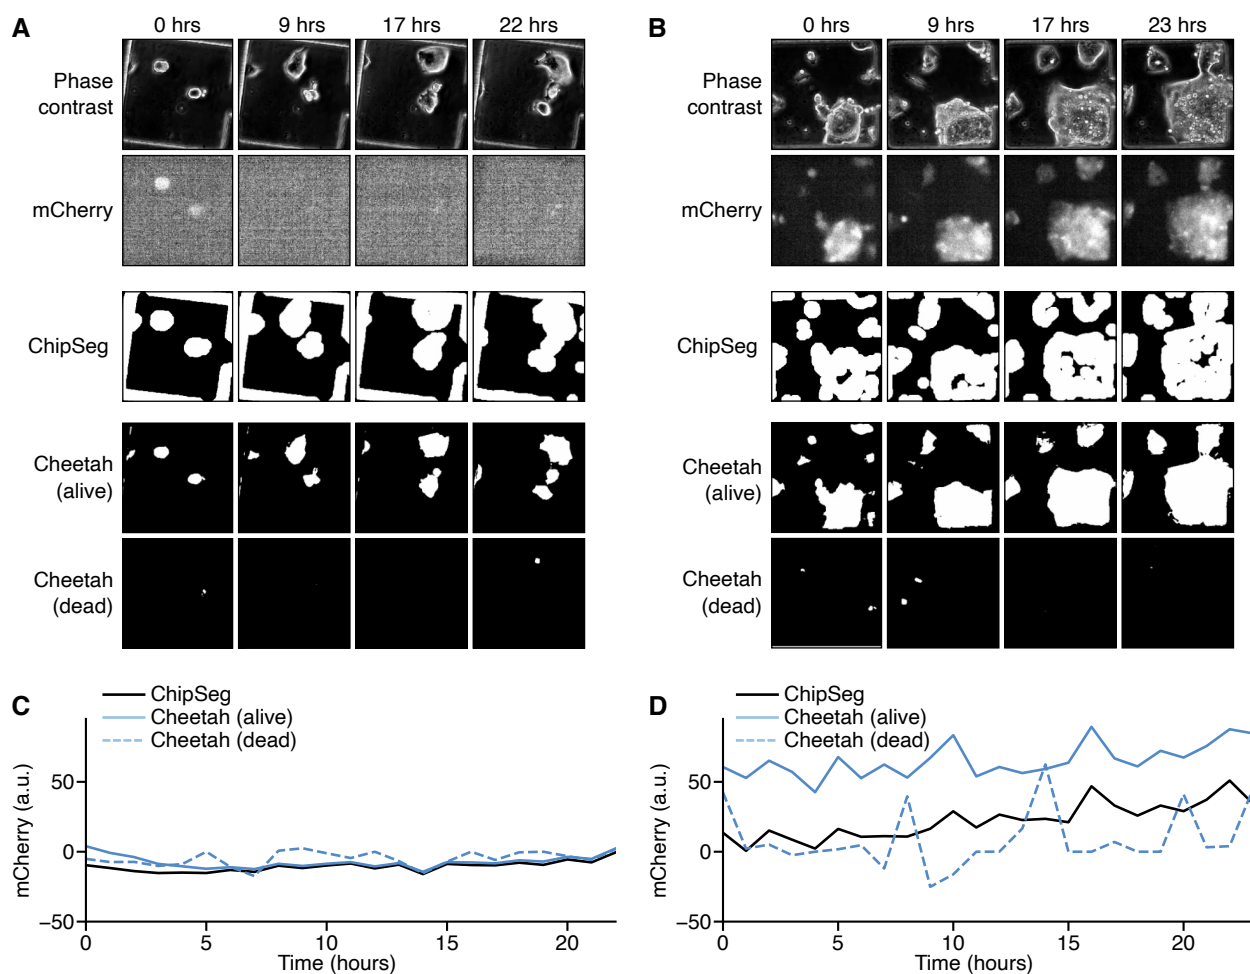 A
0 hrs
9 hrs
17 hrs
22 hrs
Phase
contrast
mCherry
ChipSeg
Cheetah
(alive)
Cheetah
(dead)
B
0 hrs
9 hrs
17 hrs
23 hrs
Phase
contrast
mCherry
ChipSeg
Cheetah
(alive)
Cheetah
(dead)
C
ChipSeg
Cheetah (alive)
Cheetah (dead)
mCherry (a.u.)
50
0
−50
0
5
10
15
20
Time (hours)
D
ChipSeg
Cheetah (alive)
Cheetah (dead)
mCherry (a.u.)
50
0
−50
0
5
10
15
20
Time (hours)